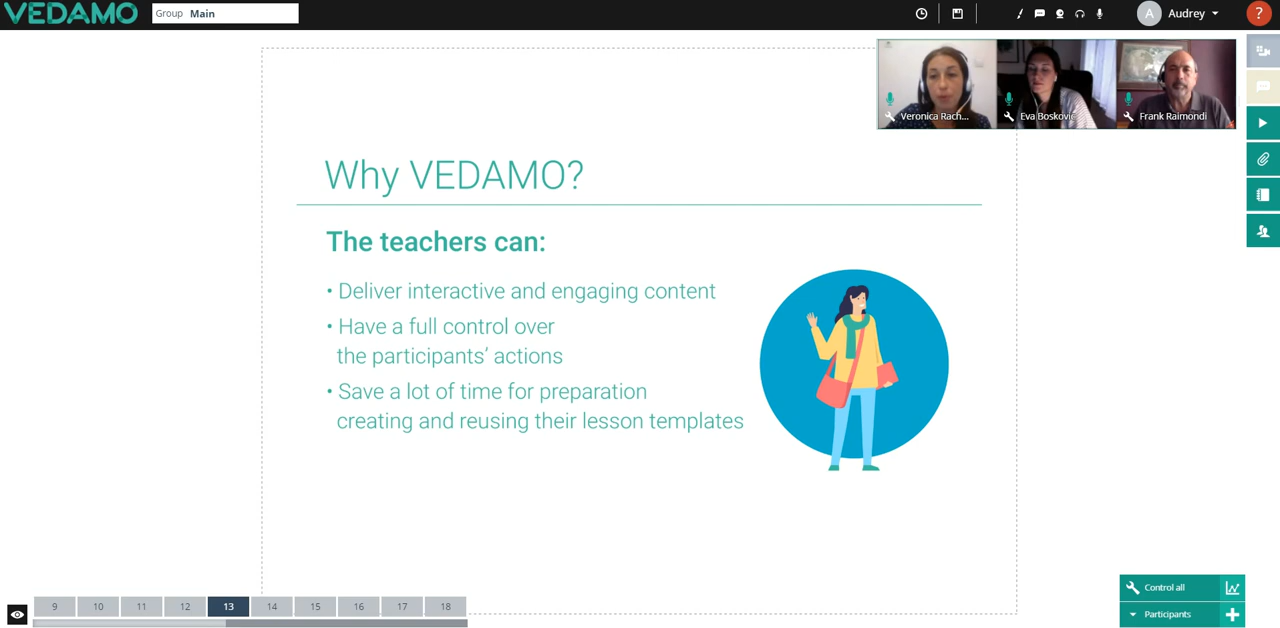 VEDAMO
Group Main
Audrey
A
?
Veronica Rach...
Eva Boskovic
Frank Raimondi
Why VEDAMO?
The teachers can:
• Deliver interactive and engaging content
• Have a full control over
the participants’ actions
• Save a lot of time for preparation
creating and reusing their lesson templates
Control all
Participants
9 10 11 12 13 14 15 16 17 18